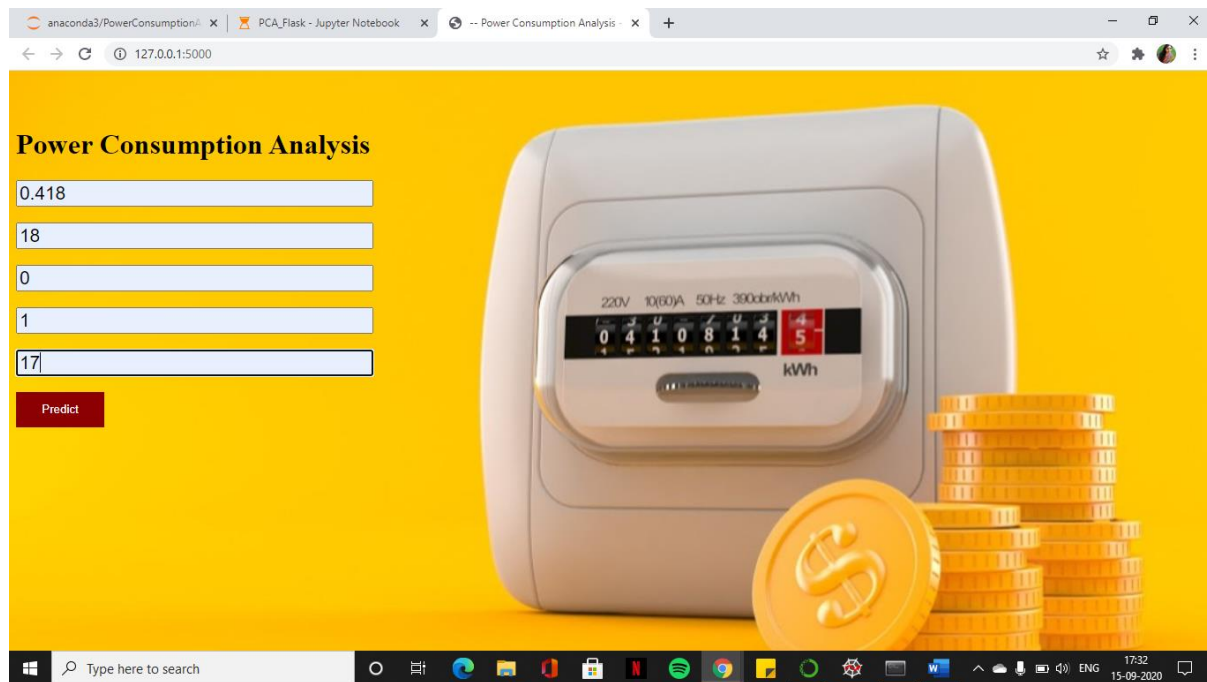 anaconda3/PowerConsumptionA
PCA_Flask - Jupyter Notebook
-- Power Consumption Analysis -
127.0.0.1:5000
Power Consumption Analysis
0.418
18
0
1
17
Predict
220V 10(60)A 50Hz 390obr/kWh
0 4 1 0 8 1 4 5
kWh
Type here to search
ENG
17:32
15-09-2020